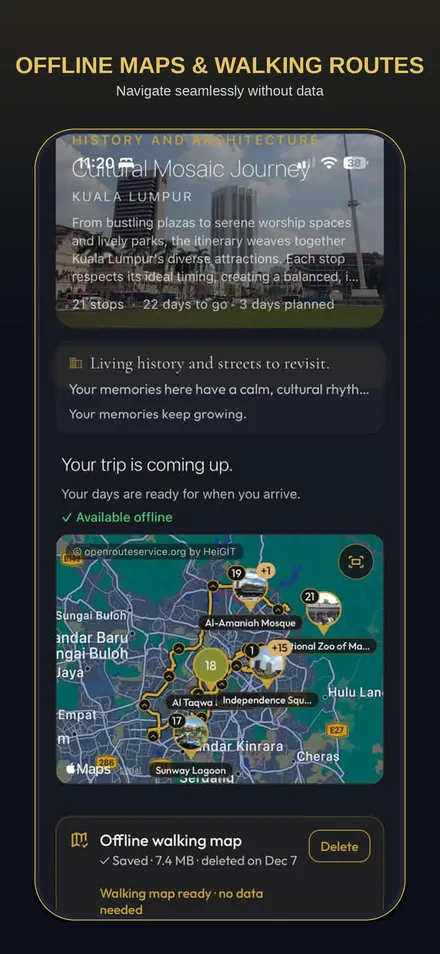 OFFLINE MAPS & WALKING ROUTES
Navigate seamlessly without data
HISTORY AND ARCHITECTURE
11:20
38
Cultural Mosaic Journey
KUALA LUMPUR
From bustling plazas to serene worship spaces
and lively parks, the itinerary weaves together
Kuala Lumpur's diverse attractions. Each stop
respects its ideal timing, creating a balanced, i...
21 stops · 22 days to go · 3 days planned
Living history and streets to revisit.
Your memories here have a calm, cultural rhyth...
Your memories keep growing.
Your trip is coming up.
Your days are ready for when you arrive.
✓ Available offline
© openrouteservice.org by HeiGIT
19
+1
21
Sungai Buloh
Al-Amaniah Mosque
andar Baru
ngai Buloh
1
+15
ional Zoo of Ma...
Jaya
18
Hulu Lan
Al Taqwa
Independence Squ...
Empat
17
E27
m
ndar Kinrara
Cheras
286
Maps
Legal
Sunway Lagoon
Serdang
Offline walking map
Delete
✓ Saved · 7.4 MB · deleted on Dec 7
Walking map ready · no data
needed